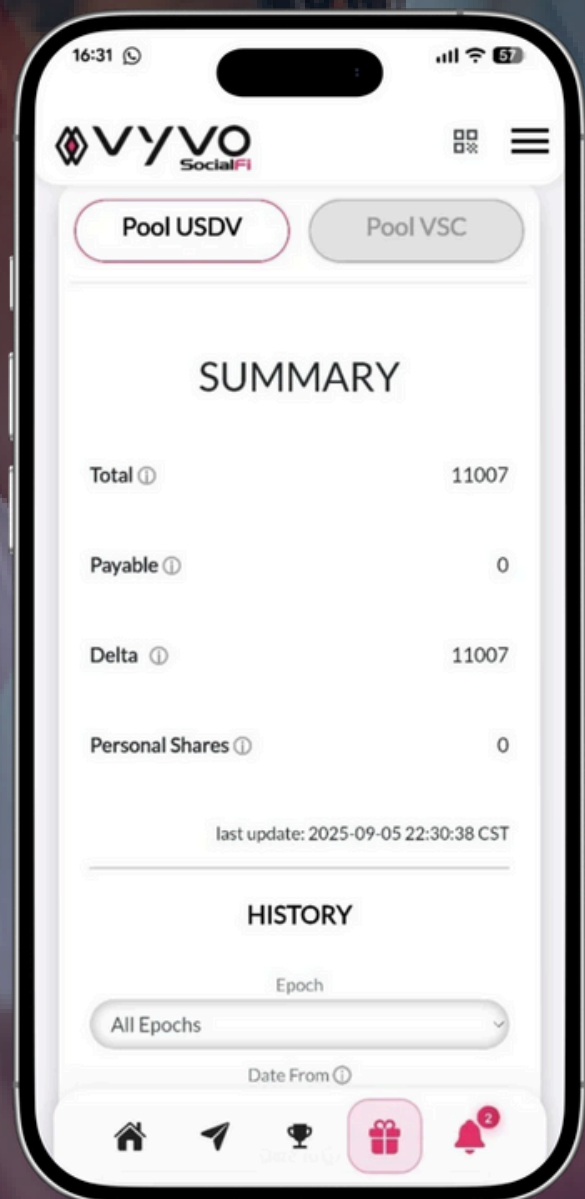 16:31
57
VYVO
SocialFi
Pool USDV
Pool VSC
SUMMARY
Total
11007
Payable
0
Delta
11007
Personal Shares
0
last update: 2025-09-05 22:30:38 CST
HISTORY
Epoch
All Epochs
Date From
2